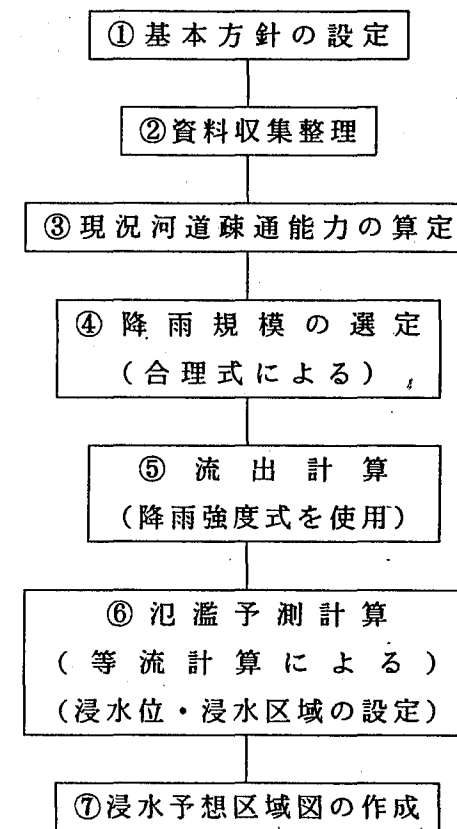 ①基本方針の設定
②資料収集整理
③現況河道疎通能力の算定
④降雨規模の選定
(合理式による)
⑤流出計算
(降雨強度式を使用)
⑥氾濫予測計算
(等流計算による)
(浸水位・浸水区域の設定)
⑦浸水予想区域図の作成